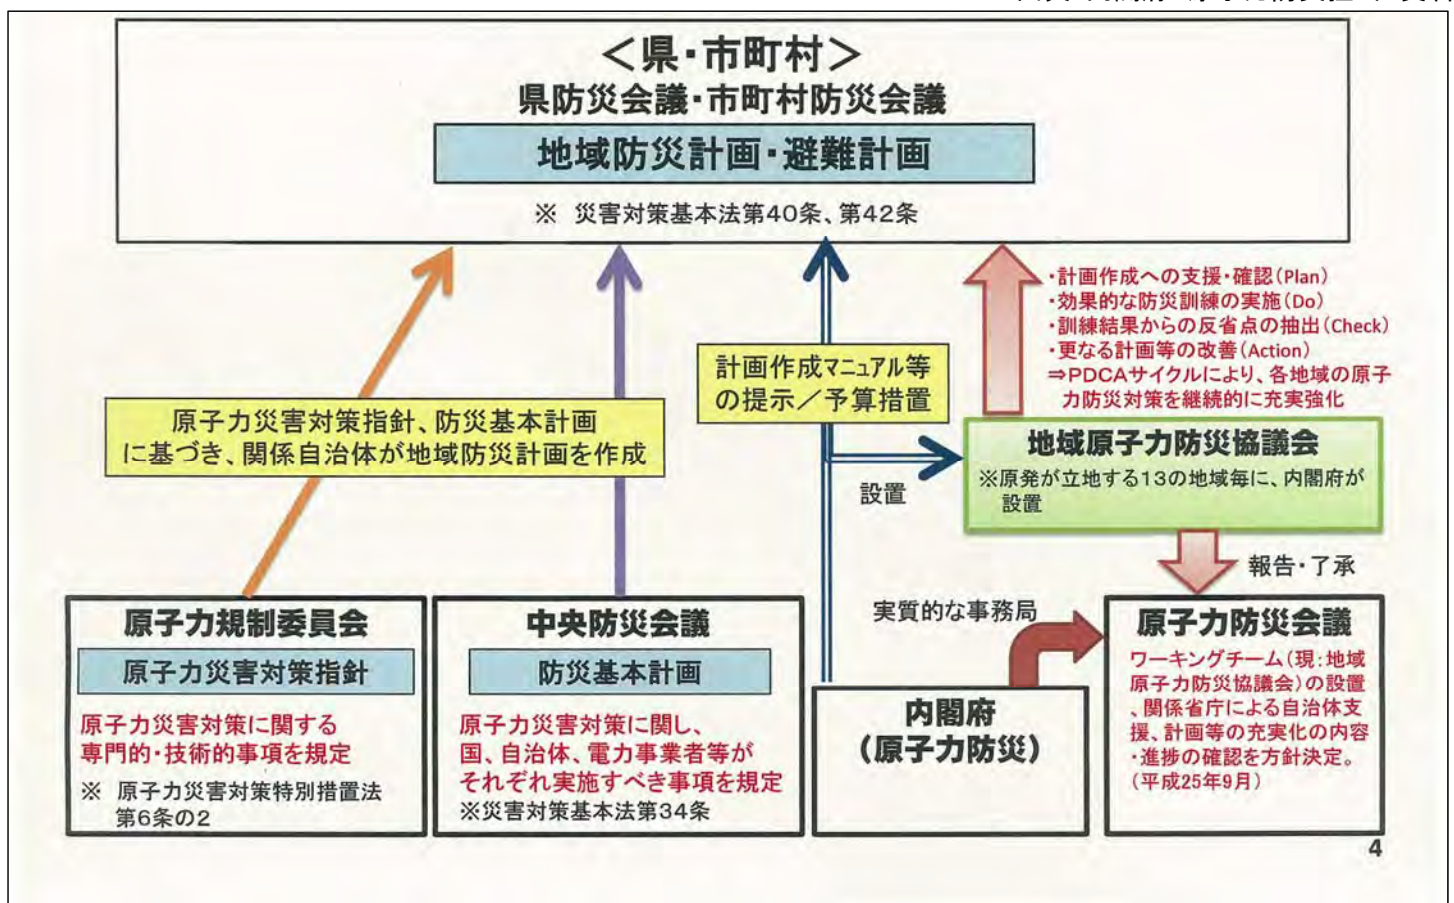 ＜県・市町村＞
県防災会議・市町村防災会議
地域防災計画・避難計画
※ 災害対策基本法第40条、第42条
・計画作成への支援・確認(Plan)
・効果的な防災訓練の実施(Do)
・訓練結果からの反省点の抽出(Check)
・更なる計画等の改善(Action)
⇒PDCAサイクルにより、各地域の原子
力防災対策を継続的に充実強化
計画作成マニュアル等
の提示／予算措置
原子力災害対策指針、防災基本計画
に基づき、関係自治体が地域防災計画を作成
地域原子力防災協議会
※原発が立地する13の地域毎に、内閣府が
設置
設置
報告・了承
実質的な事務局
原子力規制委員会
原子力災害対策指針
原子力災害対策に関する
専門的・技術的事項を規定
※ 原子力災害対策特別措置法
第6条の2
中央防災会議
防災基本計画
原子力災害対策に関し、
国、自治体、電力事業者等が
それぞれ実施すべき事項を規定
※災害対策基本法第34条
内閣府
（原子力防災）
原子力防災会議
ワーキングチーム(現:地域
原子力防災協議会)の設置
、関係省庁による自治体支
援、計画等の充実化の内容
・進捗の確認を方針決定。
(平成25年9月)
4